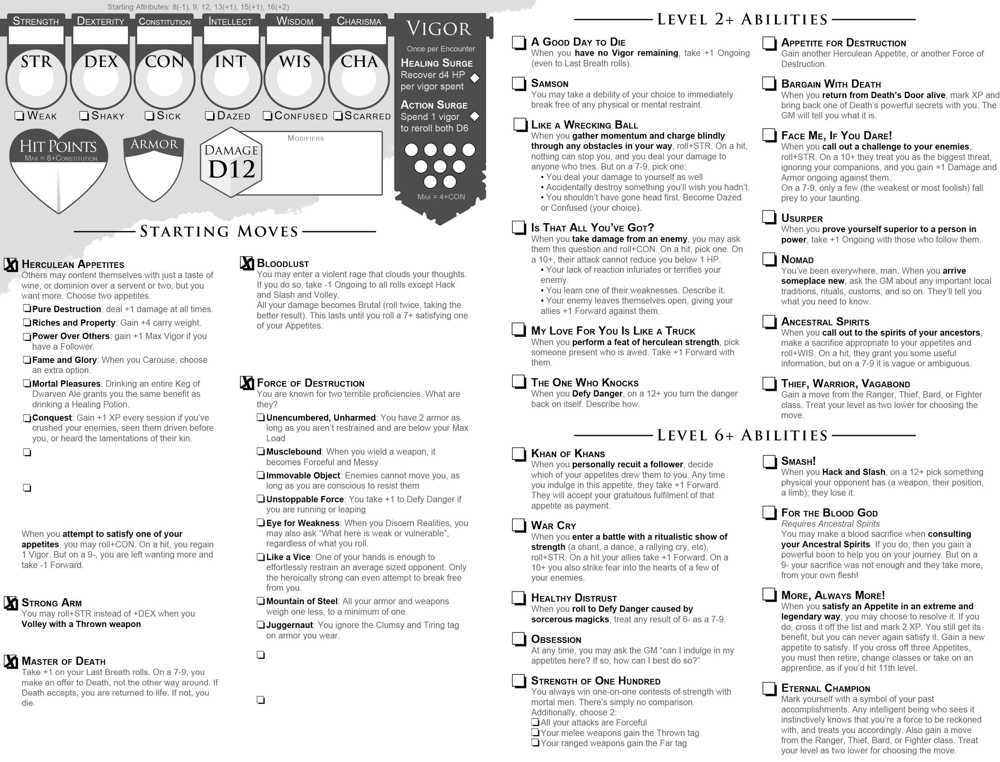 Starting Attributes: 8(-1), 9, 12, 13(+1), 15(+1), 16(+2)
Strength Dexterity Constitution Intellect Wisdom Charisma
STR DEX CON INT WIS CHA
Weak Shaky Sick Dazed Confused Scarred
Hit Points
Max = 8+Constitution
Armor
Damage
D12
Modifiers
Vigor
Once per Encounter
Healing Surge
Recover d4 HP
per vigor spent
Action Surge
Spend 1 vigor
to reroll both D6
Max = 4+CON
Starting Moves
Herculean Appetites
Others may content themselves with just a taste of
wine, or dominion over a servent or two, but you
want more. Choose two appetites.
Pure Destruction: deal +1 damage at all times.
Riches and Property: Gain +4 carry weight.
Power Over Others: gain +1 Max Vigor if you
have a Follower.
Fame and Glory: When you Carouse, choose
an extra option.
Mortal Pleasures: Drinking an entire Keg of
Dwarven Ale grants you the same benefit as
drinking a Healing Potion.
Conquest: Gain +1 XP every session if you've
crushed your enemies, seen them driven before
you, or heard the lamentations of their kin.
When you attempt to satisfy one of your
appetites, you may roll+CON. On a hit, you regain
1 Vigor. But on a 9-, you are left wanting more and
take -1 Forward.
Strong Arm
You may roll+STR instead of +DEX when you
Volley with a Thrown weapon.
Master of Death
Take +1 on your Last Breath rolls. On a 7-9, you
make an offer to Death, not the other way around. If
Death accepts, you are returned to life. If not, you
die.
Bloodlust
You may enter a violent rage that clouds your thoughts.
If you do so, take -1 Ongoing to all rolls except Hack
and Slash and Volley.
All your damage becomes Brutal (roll twice, taking the
better result). This lasts until you roll a 7+ satisfying one
of your Appetites.
Force of Destruction
You are known for two terrible proficiencies. What are
they?
Unencumbered, Unharmed: You have 2 armor as
long as you aren't restrained and are below your Max
Load
Musclebound: When you wield a weapon, it
becomes Forceful and Messy
Immovable Object: Enemies cannot move you, as
long as you are conscious to resist them
Unstoppable Force: You take +1 to Defy Danger if
you are running or leaping
Eye for Weakness: When you Discern Realities, you
may also ask “What here is weak or vulnerable”,
regardless of what you roll.
Like a Vice: One of your hands is enough to
effortlessly restrain an average sized opponent. Only
the heroically strong can even attempt to break free
from you.
Mountain of Steel: All your armor and weapons
weigh one less, to a minimum of one.
Juggernaut: You ignore the Clumsy and Tiring tag
on armor you wear.
Level 2+ Abilities
A Good Day to Die
When you have no Vigor remaining, take +1 Ongoing
(even to Last Breath rolls).
Samson
You may take a debility of your choice to immediately
break free of any physical or mental restraint.
Like a Wrecking Ball
When you gather momentum and charge blindly
through any obstacles in your way, roll+STR. On a hit,
nothing can stop you, and you deal your damage to
anyone who tries. But on a 7-9, pick one:
• You deal your damage to yourself as well
• Accidentally destroy something you'll wish you hadn't.
• You shouldn't have gone head first. Become Dazed
or Confused (your choice).
Is That All You've Got?
When you take damage from an enemy, you may ask
them this question and roll+CON. On a hit, pick one. On
a 10+, their attack cannot reduce you below 1 HP.
• Your lack of reaction infuriates or terrifies your
enemy.
• You learn one of their weaknesses. Describe it.
• Your enemy leaves themselves open, giving your
allies +1 Forward against them.
My Love For You Is Like a Truck
When you perform a feat of herculean strength, pick
someone present who is awed. Take +1 Forward with
them.
The One Who Knocks
When you Defy Danger, on a 12+ you turn the danger
back on itself. Describe how.
Appetite for Destruction
Gain another Herculean Appetite, or another Force of
Destruction.
Bargain With Death
When you return from Death's Door alive, mark XP and
bring back one of Death's powerful secrets with you. The
GM will tell you what it is.
Face Me, If You Dare!
When you call out a challenge to your enemies,
roll+STR. On a 10+ they treat you as the biggest threat,
ignoring your companions, and you gain +1 Damage and
Armor ongoing against them.
On a 7-9, only a few (the weakest or most foolish) fall
prey to your taunting.
Usurper
When you prove yourself superior to a person in
power, take +1 Ongoing with those who follow them.
Nomad
You've been everywhere, man. When you arrive
someplace new, ask the GM about any important local
traditions, rituals, customs, and so on. They'll tell you
what you need to know.
Ancestral Spirits
When you call out to the spirits of your ancestors,
make a sacrifice appropriate to your appetites and
roll+WIS. On a hit, they grant you some useful
information, but on a 7-9 it is vague or ambiguous.
Thief, Warrior, Vagabond
Gain a move from the Ranger, Thief, Bard, or Fighter
class. Treat your level as two lower for choosing the
move.
Level 6+ Abilities
Khan of Khans
When you personally recuit a follower, decide
which of your appetites drew them to you. Any time
you indulge in this appetite, they take +1 Forward.
They will accept your gratuitous fulfilment of that
appetite as payment.
War Cry
When you enter a battle with a ritualistic show of
strength (a chant, a dance, a rallying cry, etc),
roll+STR. On a hit your allies take +1 Forward. On a
10+ you also strike fear into the hearts of a few of
your enemies.
Healthy Distrust
When you roll to Defy Danger caused by
sorcerous magicks, treat any result of 6- as a 7-9.
Obsession
At any time, you may ask the GM “can I indulge in my
appetites here? If so, how can I best do so?”
Strength of One Hundred
You always win one-on-one contests of strength with
mortal men. There's simply no comparison.
Additionally, choose 2:
All your attacks are Forceful
Your melee weapons gain the Thrown tag
Your ranged weapons gain the Far tag
Smash!
When you Hack and Slash, on a 12+ pick something
physical your opponent has (a weapon, their position,
a limb); they lose it.
For the Blood God
Requires Ancestral Spirits
You may make a blood sacrifice when consulting
your Ancestral Spirits. If you do, then you gain a
powerful boon to help you on your journey. But on a
9- your sacrifice was not enough and they take more,
from your own flesh!
More, Always More!
When you satisfy an Appetite in an extreme and
legendary way, you may choose to resolve it. If you
do, cross it off the list and mark 2 XP. You still get its
benefit, but you can never again satisfy it. Gain a new
appetite to satisfy. If you cross off three Appetites,
you must then retire, change classes or take on an
apprentice, as if you'd hit 11th level.
Eternal Champion
Mark yourself with a symbol of your past
accomplishments. Any intelligent being who sees it
instinctively knows that you're a force to be reckoned
with, and treats you accordingly. Also gain a move
from the Ranger, Thief, Bard, or Fighter class. Treat
your level as two lower for choosing the move.